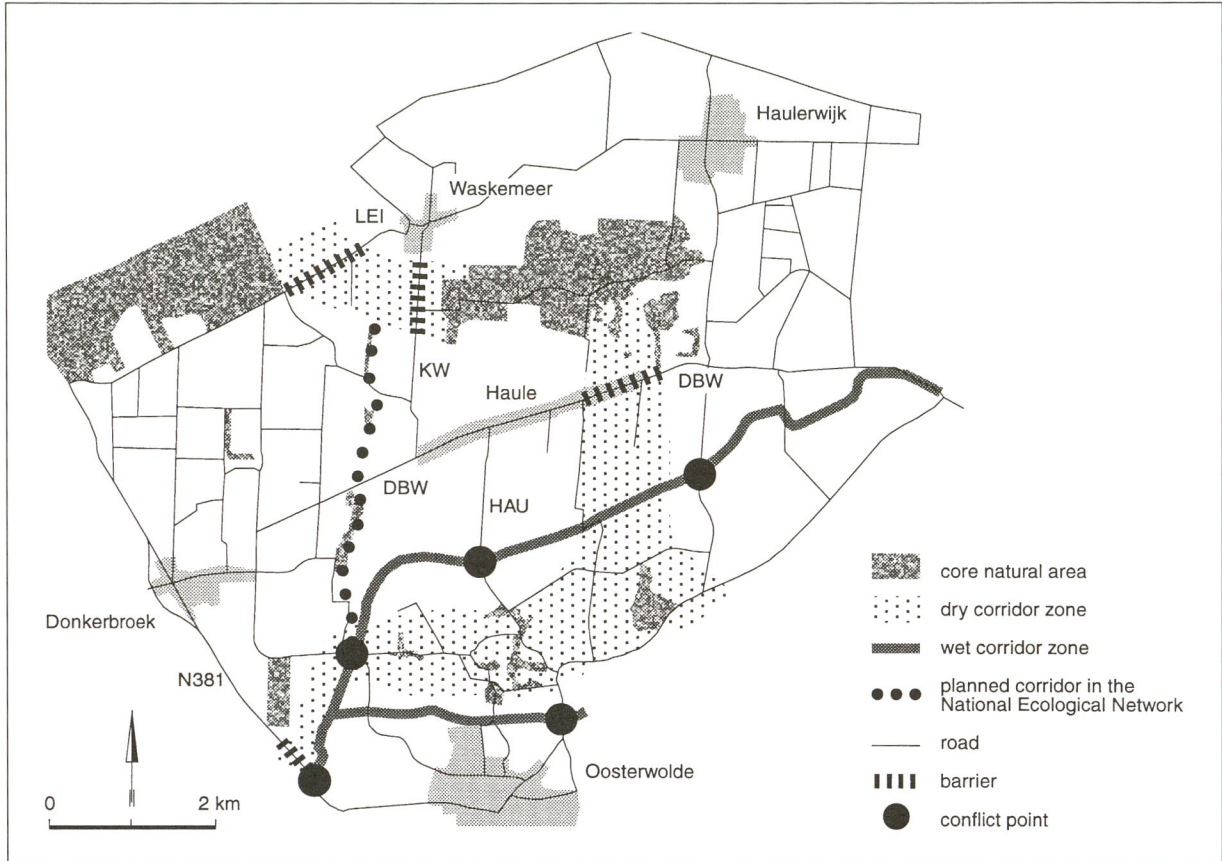 Haulerwijk
Waskemeer
LEI
KW
Haule
DBW
DBW
HAU
Donkerbroek
N381
Oosterwolde
0 2 km
core natural area
dry corridor zone
wet corridor zone
planned corridor in the
National Ecological Network
road
barrier
conflict point